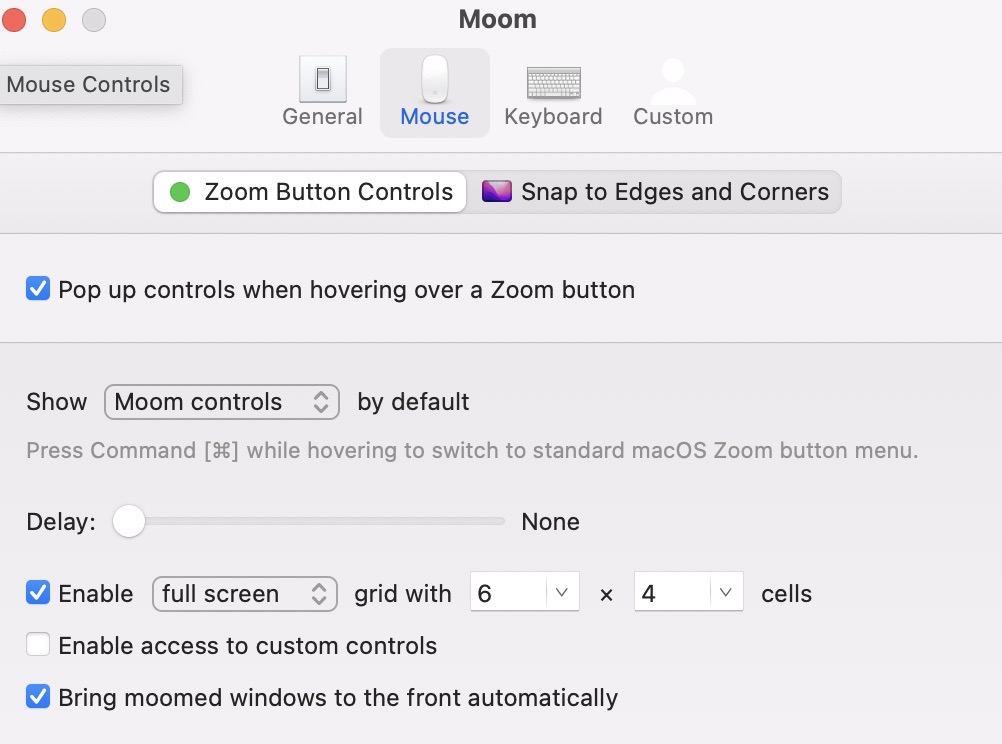 Moom
Mouse Controls
General Mouse Keyboard Custom
Zoom Button Controls Snap to Edges and Corners
Pop up controls when hovering over a Zoom button
Show Moom controls by default
Press Command [⌘] while hovering to switch to standard macOS Zoom button menu.
Delay: None
Enable full screen grid with 6 × 4 cells
Enable access to custom controls
Bring moomed windows to the front automatically